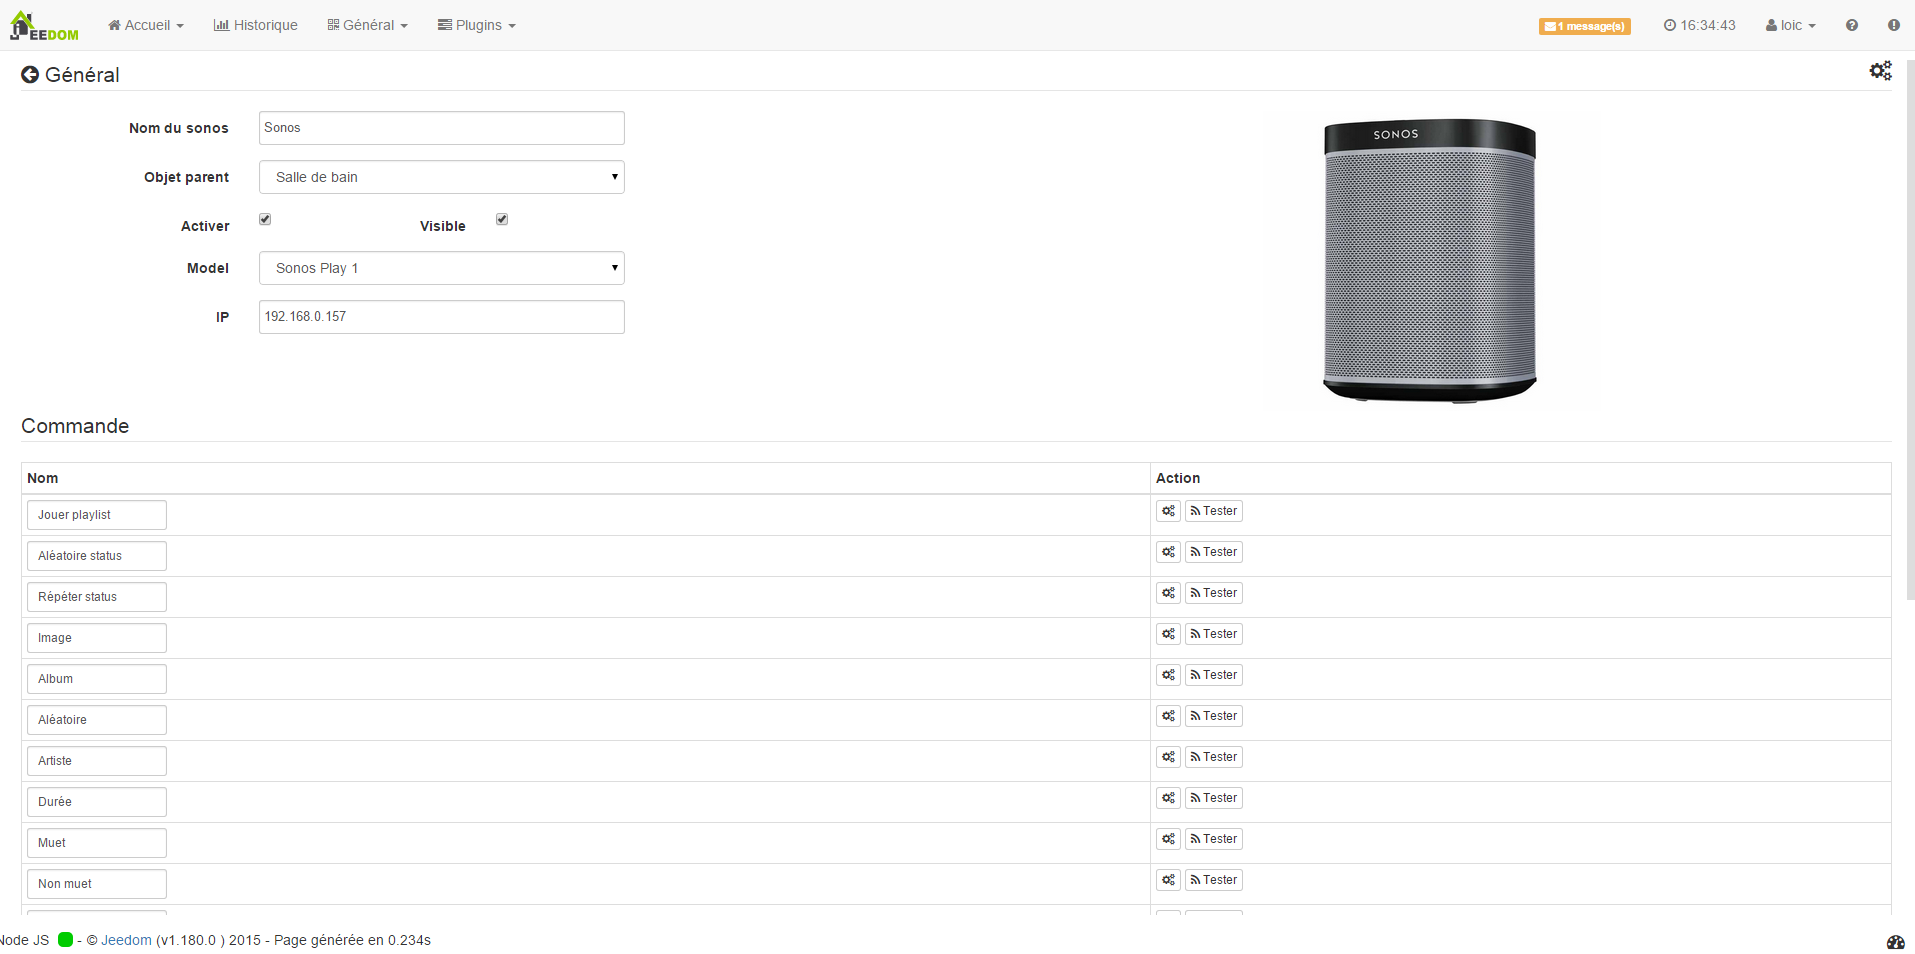 JEEDOM Accueil Historique Général Plugins 1 message(s) 16:34:43 loic
Général
Nom du sonos Sonos
SONOS
Objet parent Salle de bain
Activer Visible
Model Sonos Play 1
IP 192.168.0.157
Commande
Nom Action
Jouer playlist Tester
Aléatoire status Tester
Répéter status Tester
Image Tester
Album Tester
Aléatoire Tester
Artiste Tester
Durée Tester
Muet Tester
Non muet Tester
Node JS - © Jeedom (v1.180.0 ) 2015 - Page générée en 0.234s